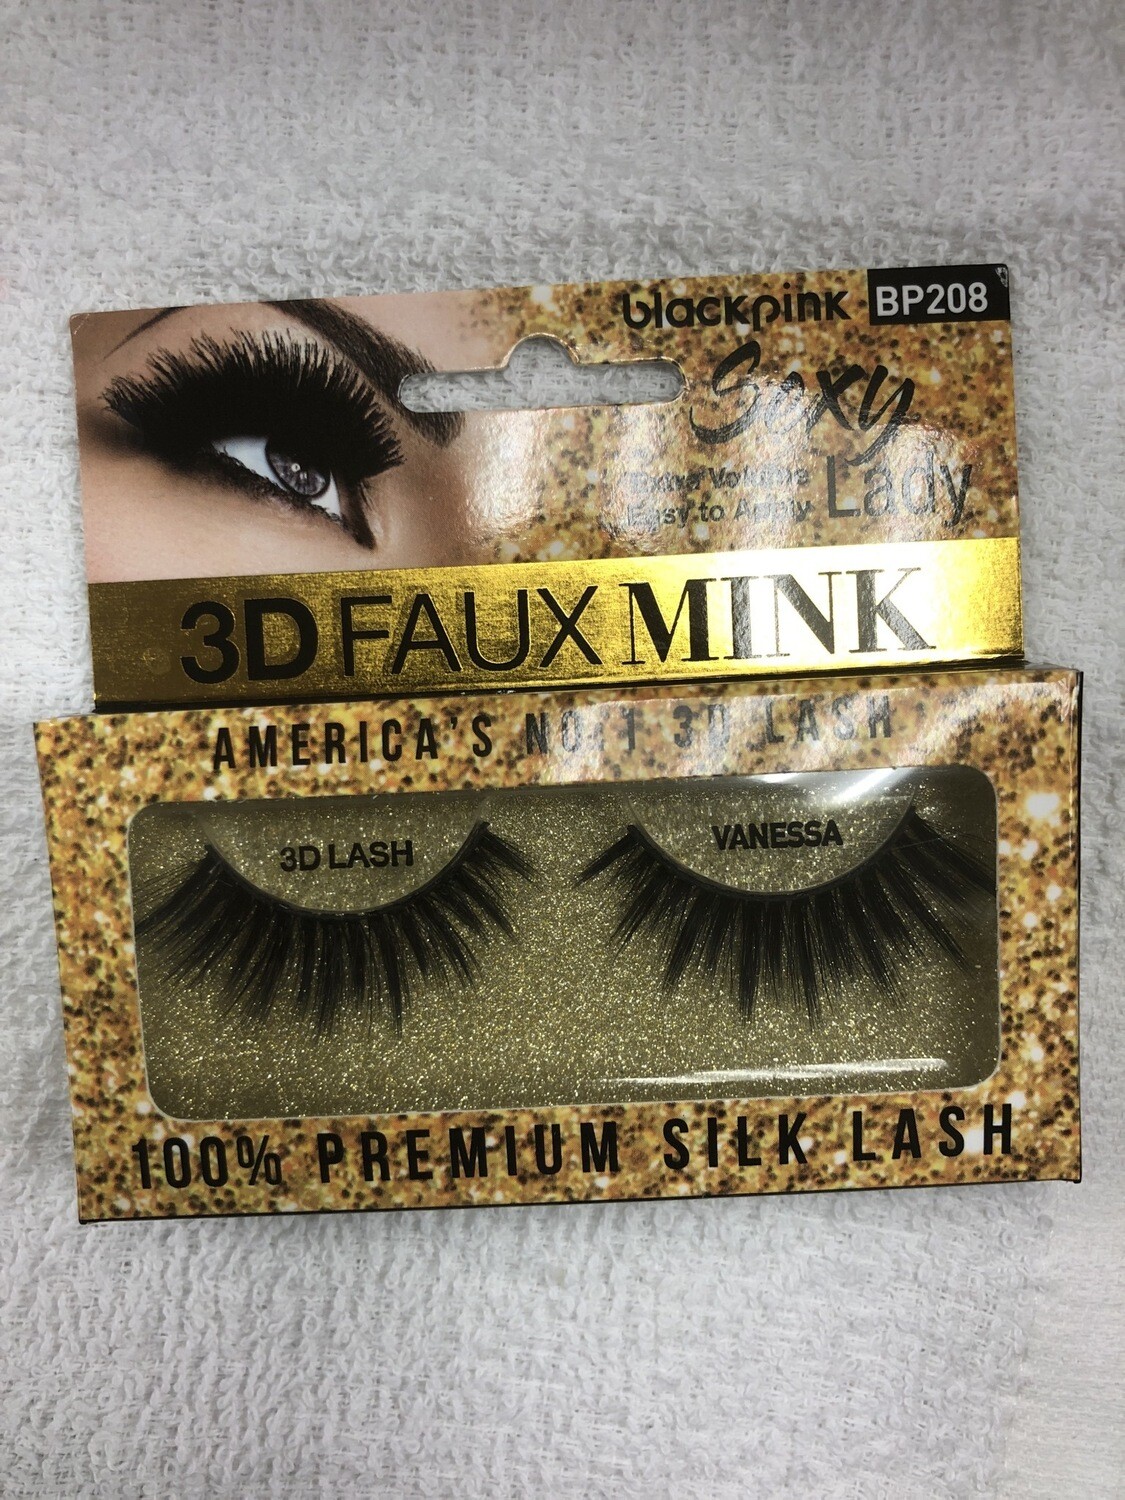 blackpink BP208
Sexy
Lady
Extra Volume
Easy to Apply
3D FAUX MINK
AMERICA'S NO.1 3D LASH
3D LASH
VANESSA
100% PREMIUM SILK LASH